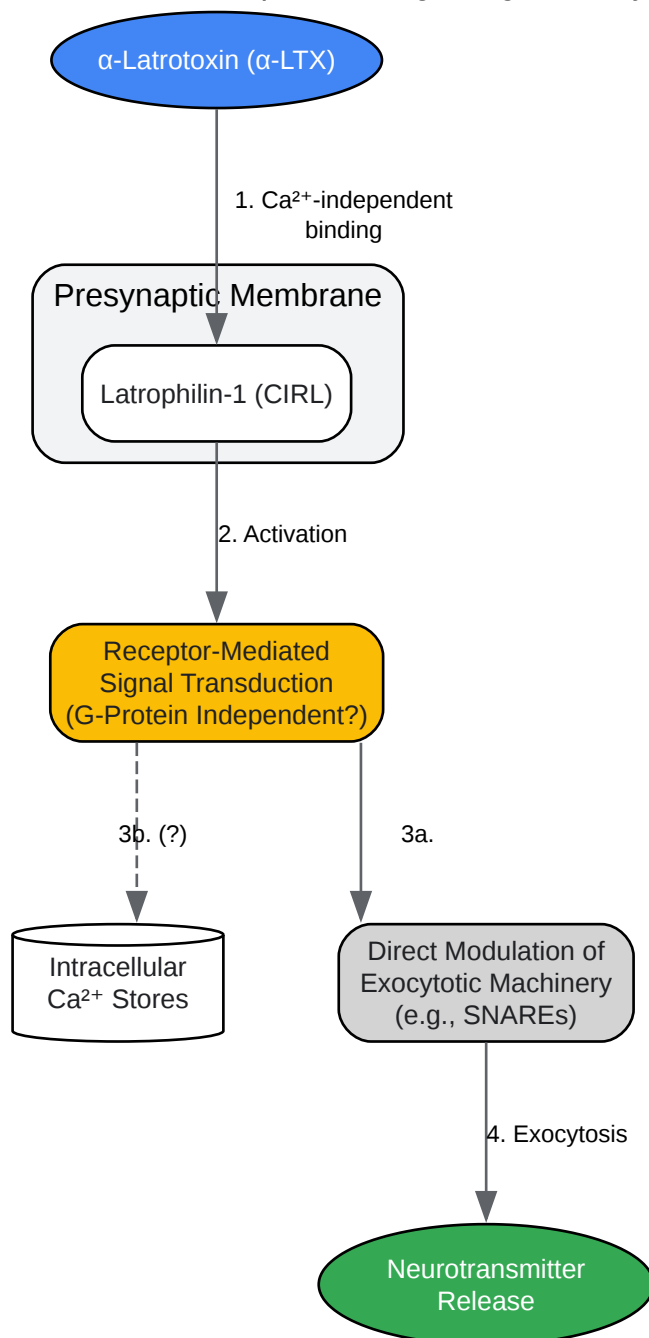 α-Latrotoxin (α-LTX)
1. Ca²⁺-independent
binding
Presynaptic Membrane
Latrophilin-1 (CIRL)
2. Activation
Receptor-Mediated
Signal Transduction
(G-Protein Independent?)
3b. (?)
3a.
Intracellular
Ca²⁺ Stores
Direct Modulation of
Exocytotic Machinery
(e.g., SNAREs)
4. Exocytosis
Neurotransmitter
Release